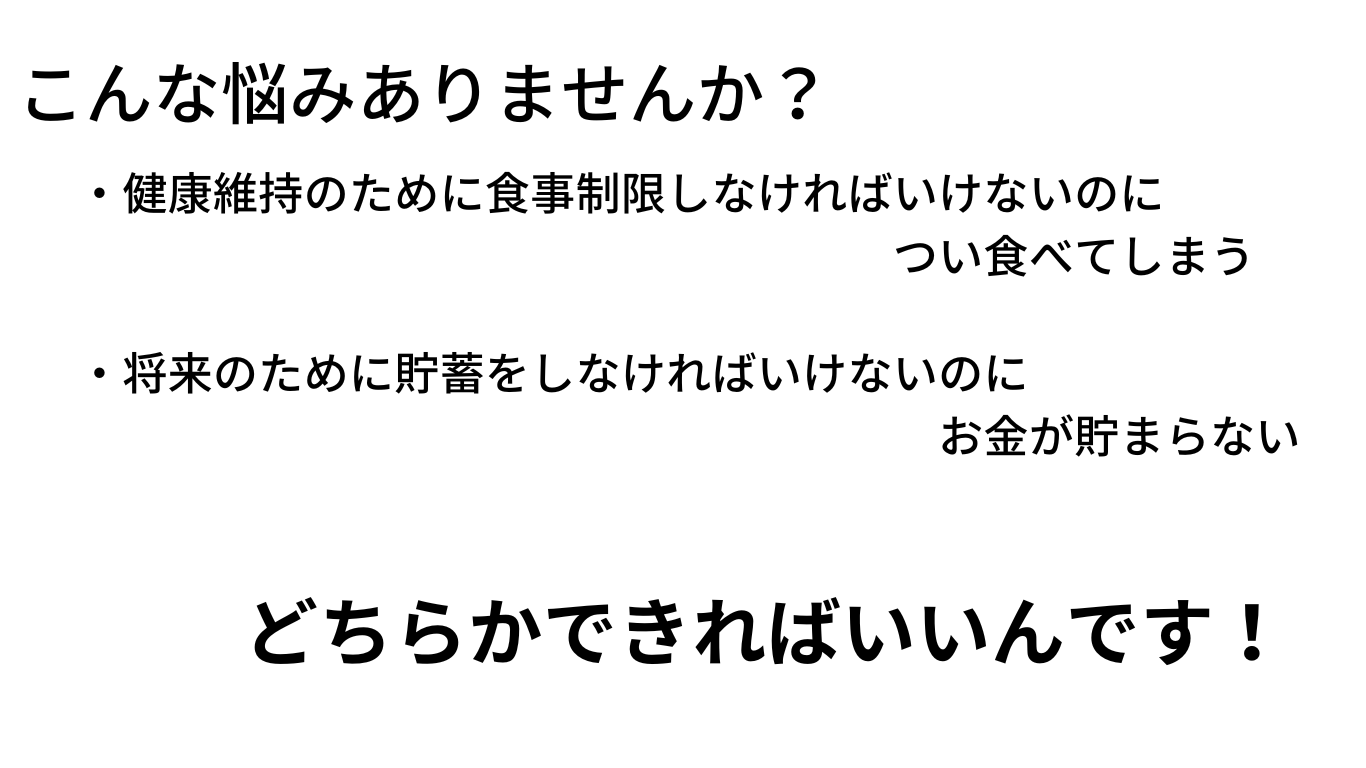 こんな悩みありませんか？
・健康維持のために食事制限しなければいけないのに
つい食べてしまう
・将来のために貯蓄をしなければいけないのに
お金が貯まらない
どちらかできればいいんです！